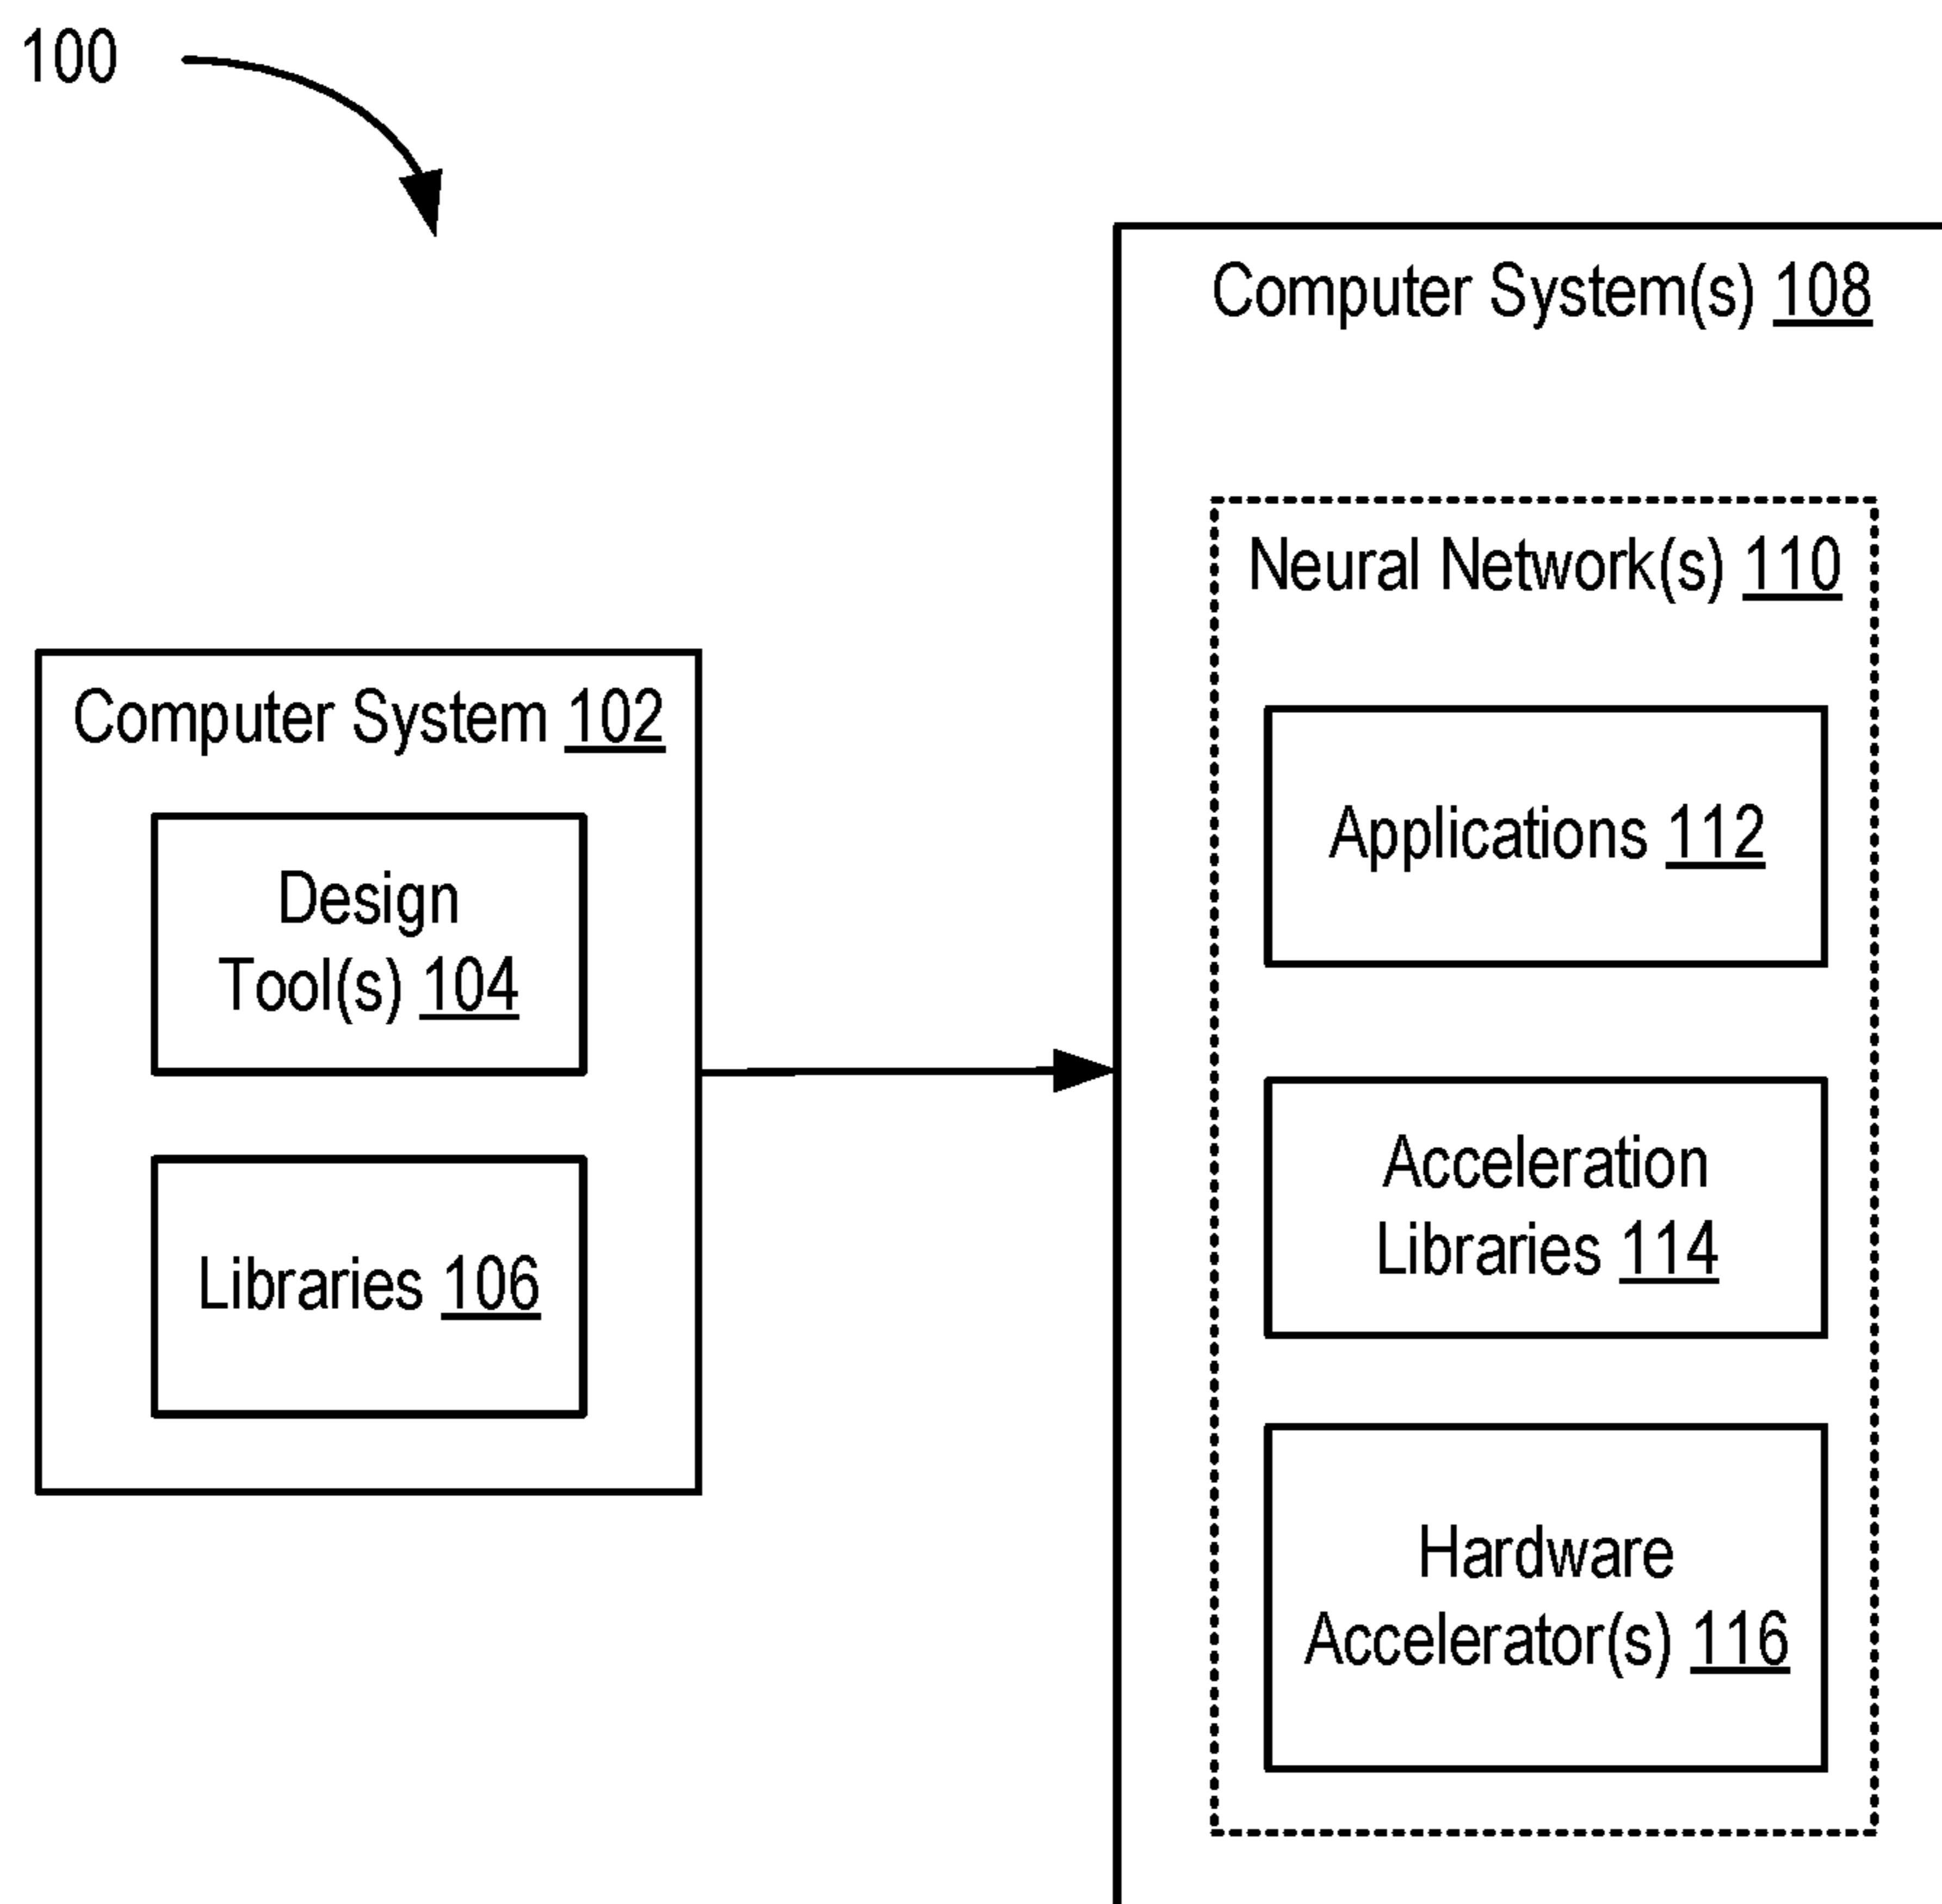 100
Computer System 102
Design
Tool(s) 104
Libraries 106
Computer System(s) 108
Neural Network(s) 110
Applications 112
Acceleration
Libraries 114
Hardware
Accelerator(s) 116